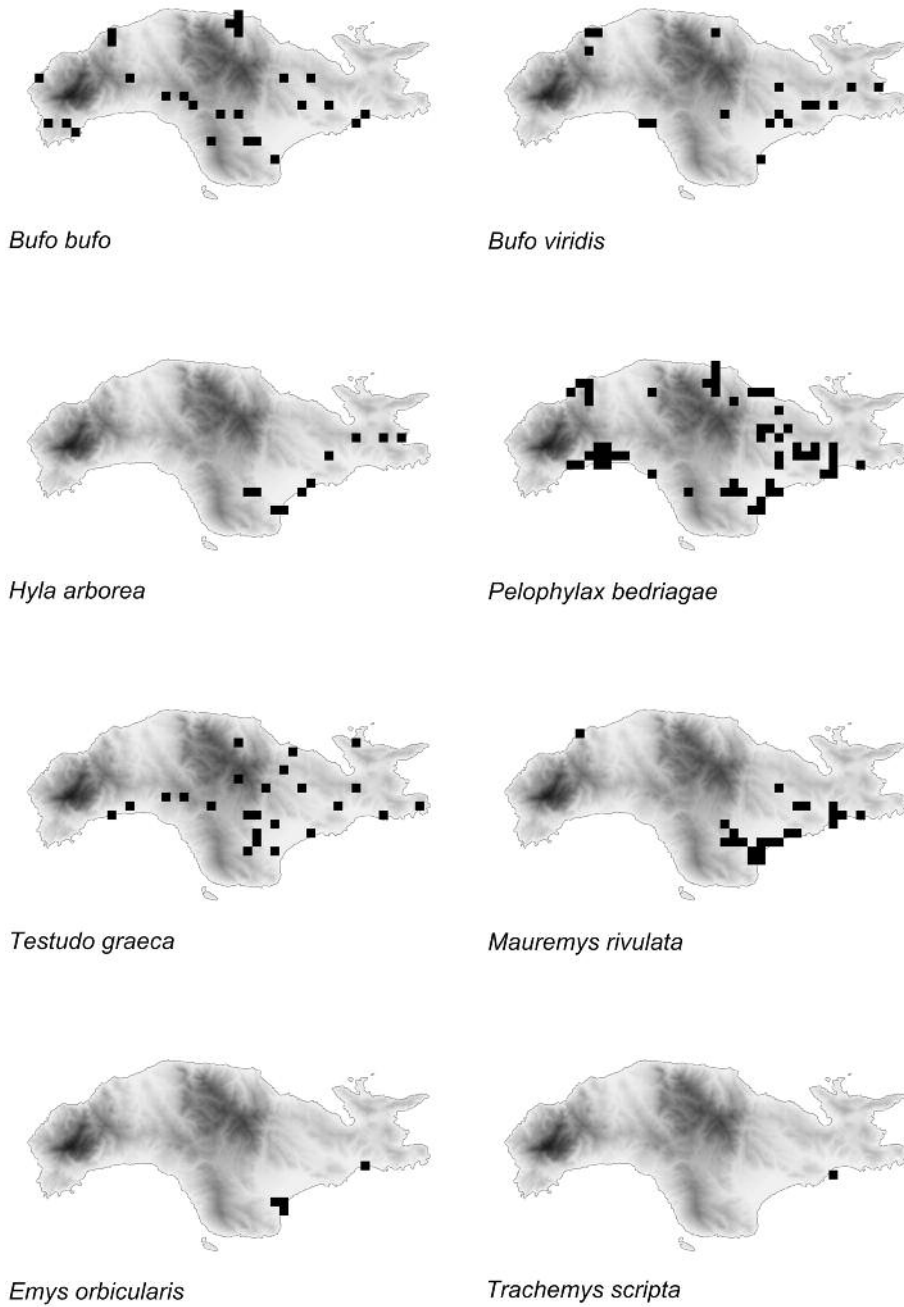 Bufo bufo
Bufo viridis
Hyla arborea
Pelophylax bedriagae
Testudo graeca
Mauremys rivulata
Emys orbicularis
Trachemys scripta